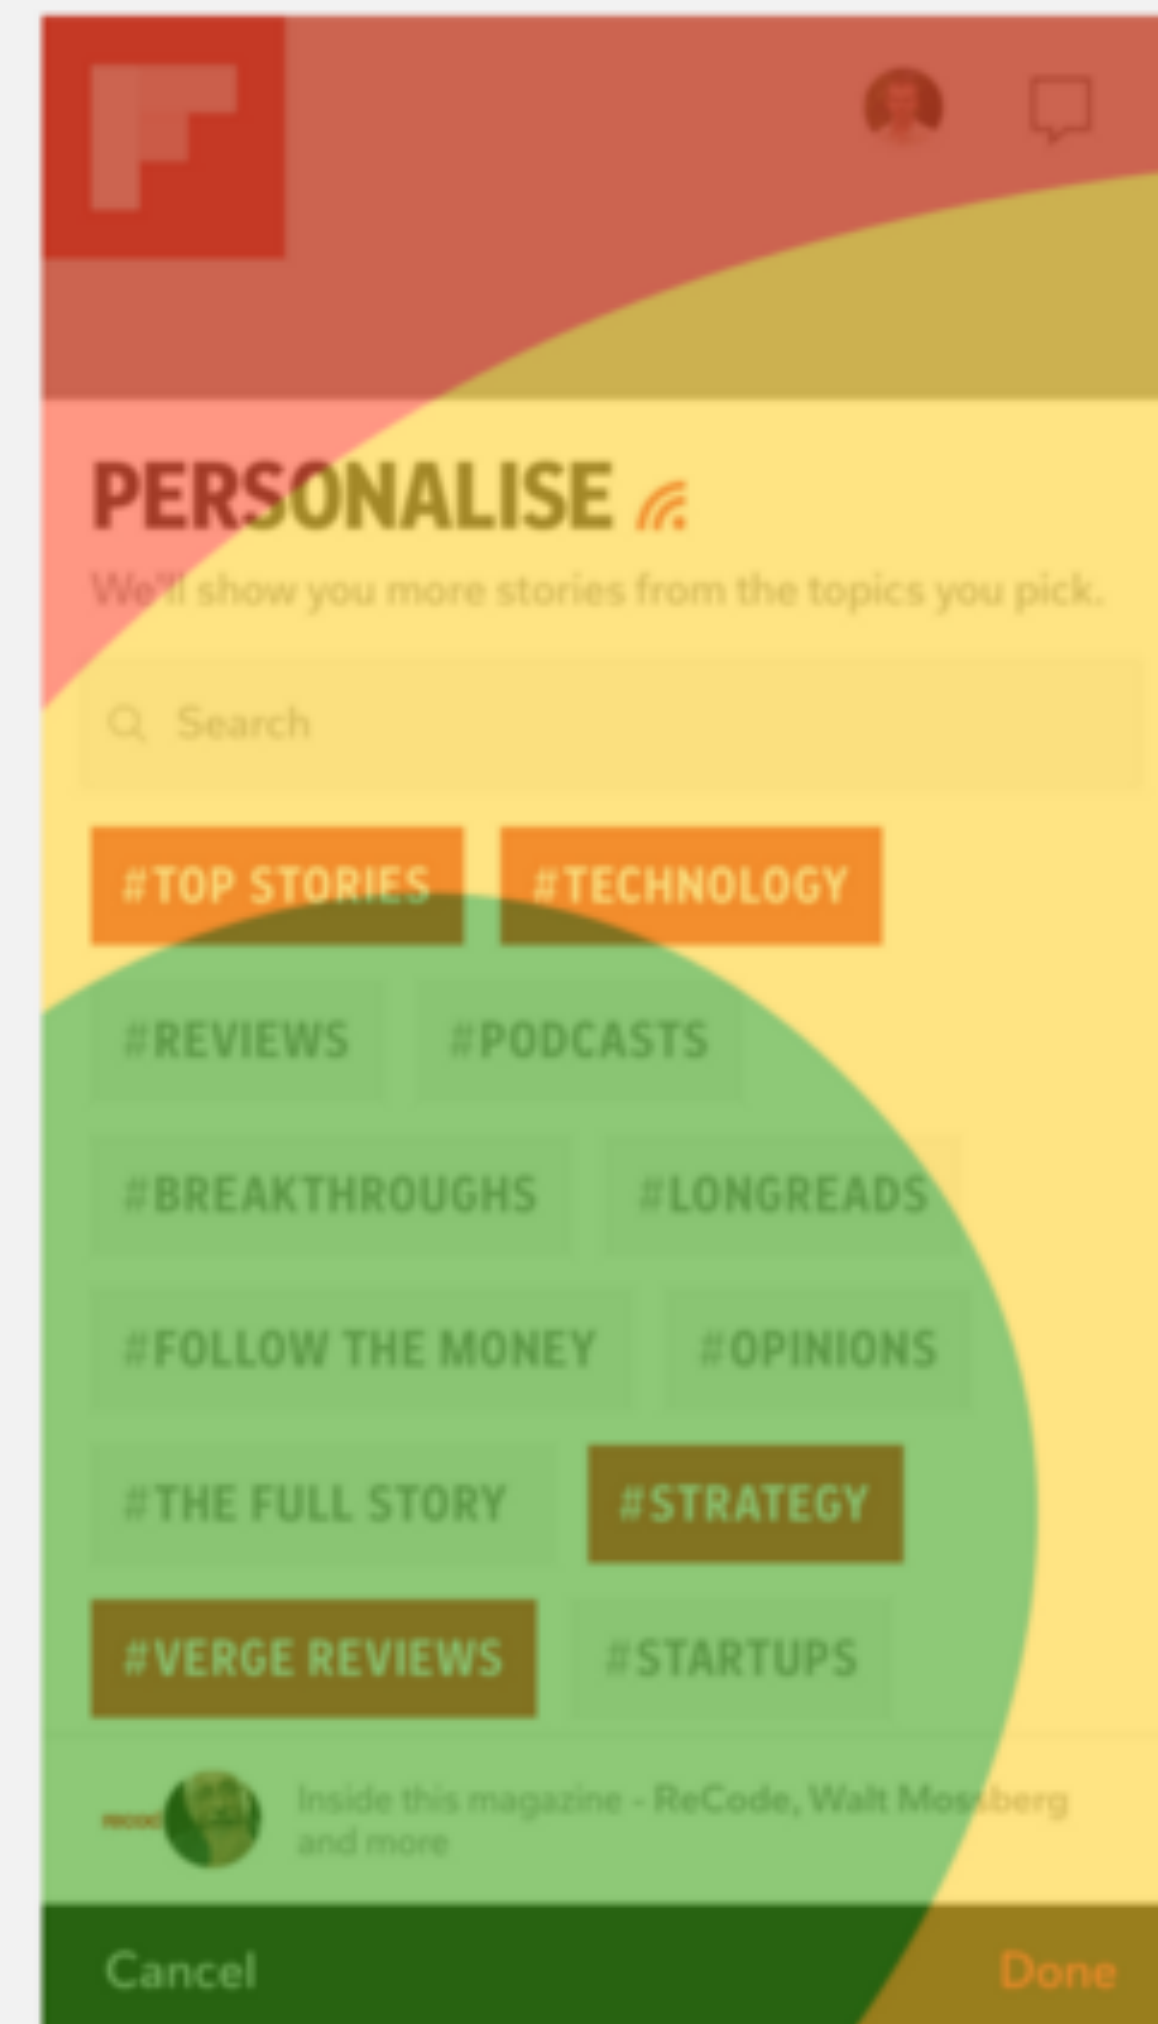 PERSONALISE
We'll show you more stories from the topics you pick.
Search
#TOP STORIES #TECHNOLOGY
#REVIEWS #PODCASTS
#BREAKTHROUGHS #LONGREADS
#FOLLOW THE MONEY #OPINIONS
#THE FULL STORY #STRATEGY
#VERGE REVIEWS #STARTUPS
Inside this magazine - ReCode, Walt Mossberg
and more
Cancel Done